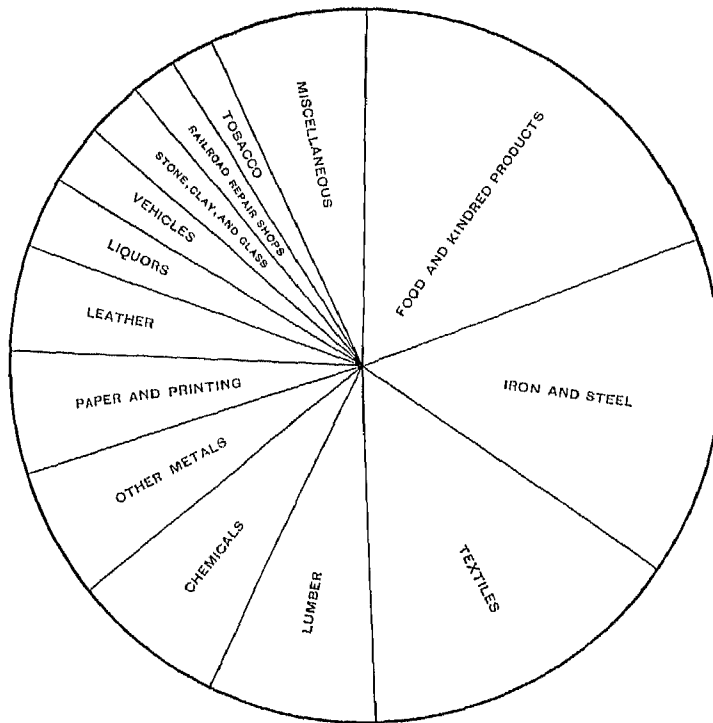 MISCELLANEOUS
FOOD AND KINDRED PRODUCTS
IRON AND STEEL
TEXTILES
LUMBER
CHEMICALS
OTHER METALS
PAPER AND PRINTING
LEATHER
LIQUORS
VEHICLES
STONE, CLAY, AND GLASS
RAILROAD REPAIR SHOPS
TOBACCO